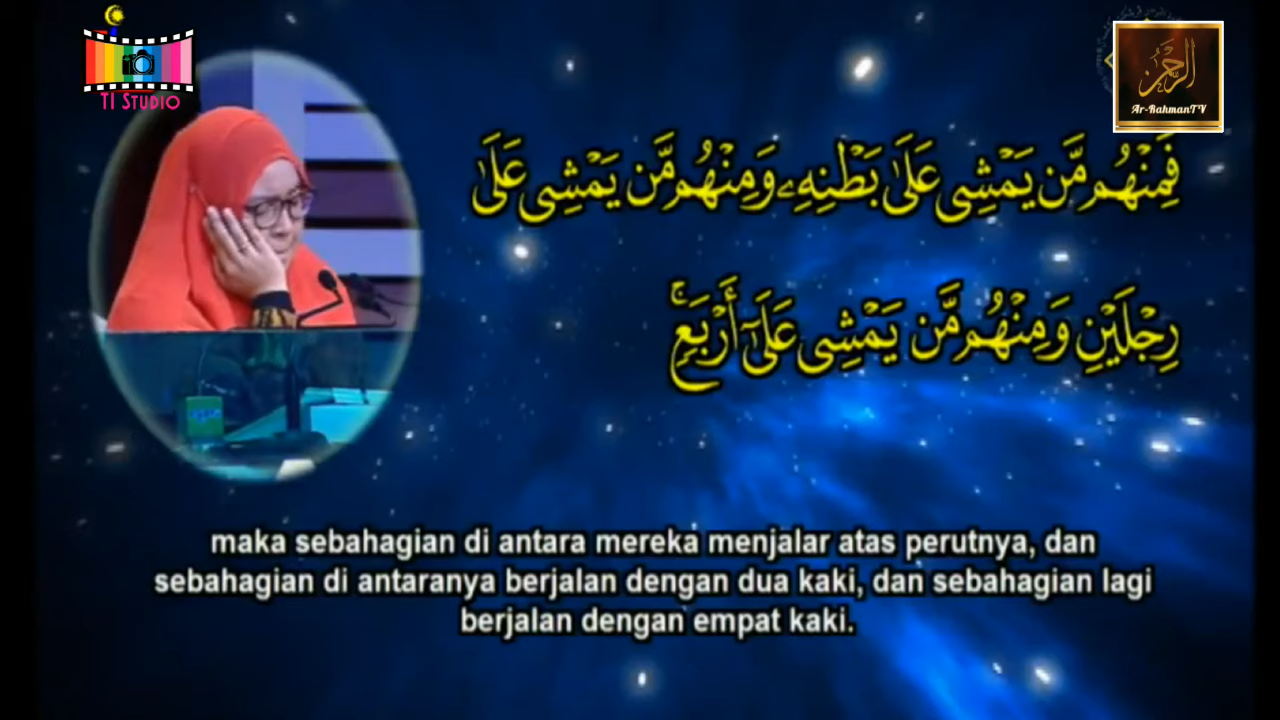 TI STUDIO
الرحمن
Ar-RahmanTV
فَمِنْهُم مَّن يَمْشِى عَلَىٰ بَطْنِهِۦ وَمِنْهُم مَّن يَمْشِى عَلَىٰ
رِجْلَيْنِ وَمِنْهُم مَّن يَمْشِى عَلَىٰٓ أَرْبَعٍ ۚ
maka sebahagian di antara mereka menjalar atas perutnya, dan
sebahagian di antaranya berjalan dengan dua kaki, dan sebahagian lagi
berjalan dengan empat kaki.